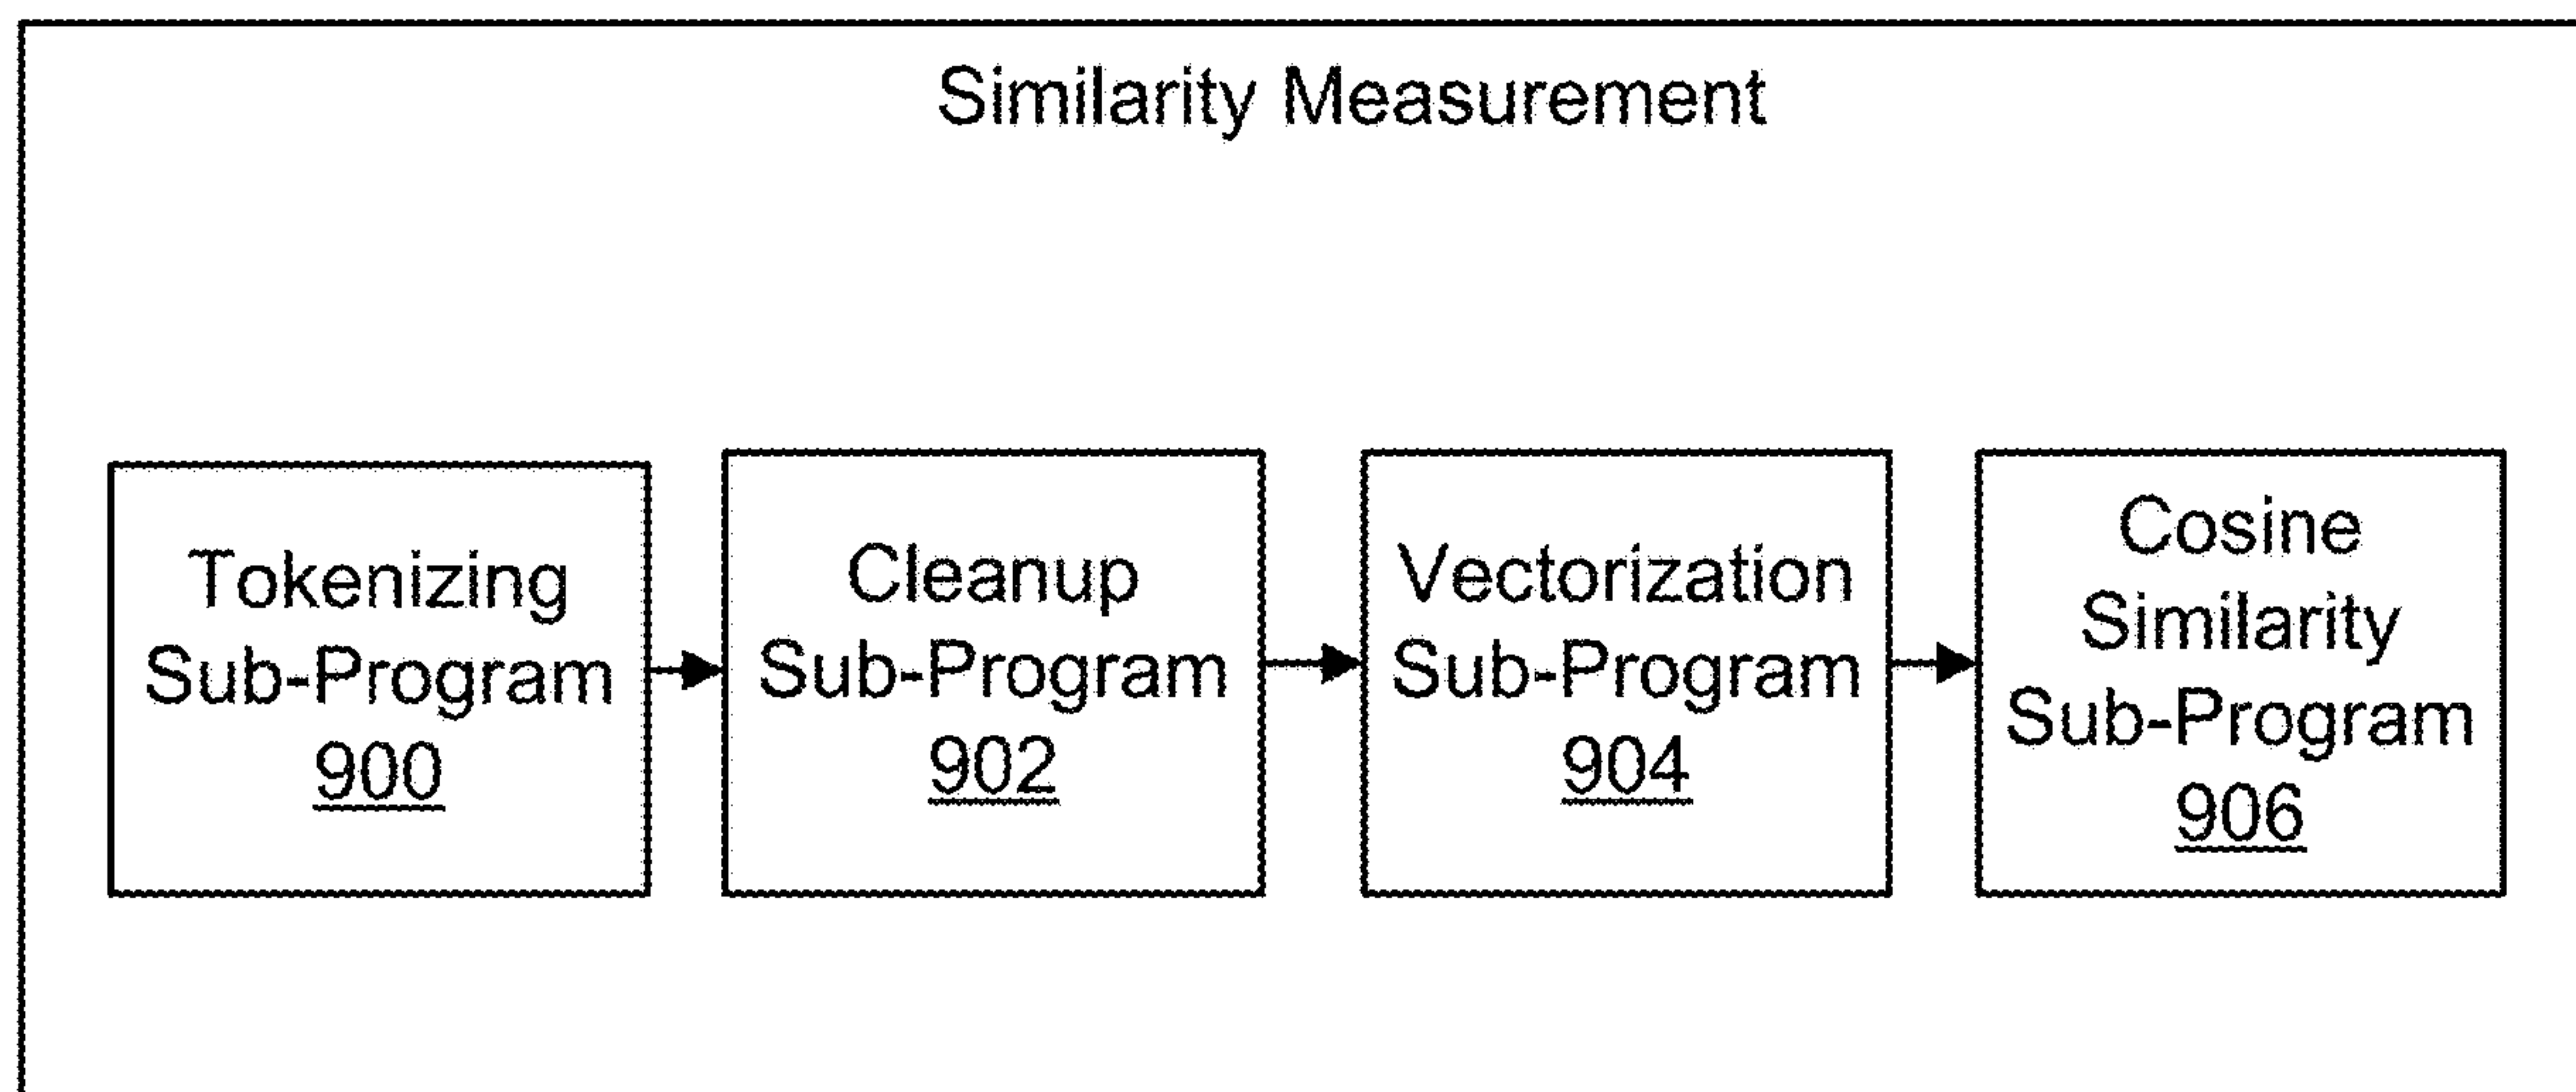 Similarity Measurement
Tokenizing
Sub-Program
900
Cleanup
Sub-Program
902
Vectorization
Sub-Program
904
Cosine
Similarity
Sub-Program
906